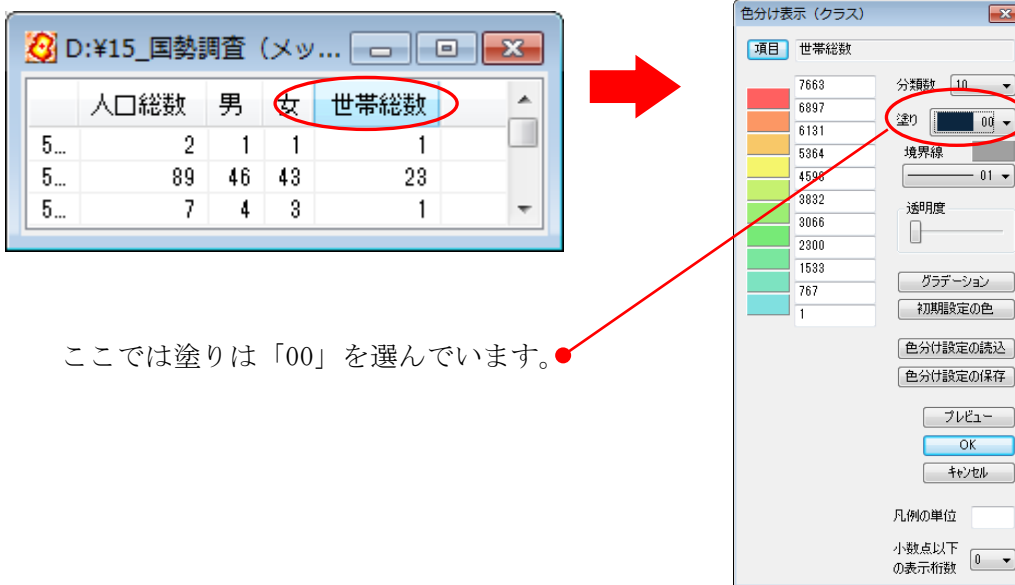 D:¥15_国勢調査（メッ...
人口総数 男 女 世帯総数
5... 2 1 1 1
5... 89 46 43 23
5... 7 4 3 1
ここでは塗りは「00」を選んでいます。
色分け表示（クラス）
項目 世帯総数
7663
6897
6131
5364
4598
3832
3066
2300
1533
767
1
分類数 10
塗り 00
境界線
01
透明度
グラデーション
初期設定の色
色分け設定の読込
色分け設定の保存
プレビュー
OK
キャンセル
凡例の単位
小数点以下
の表示桁数 0